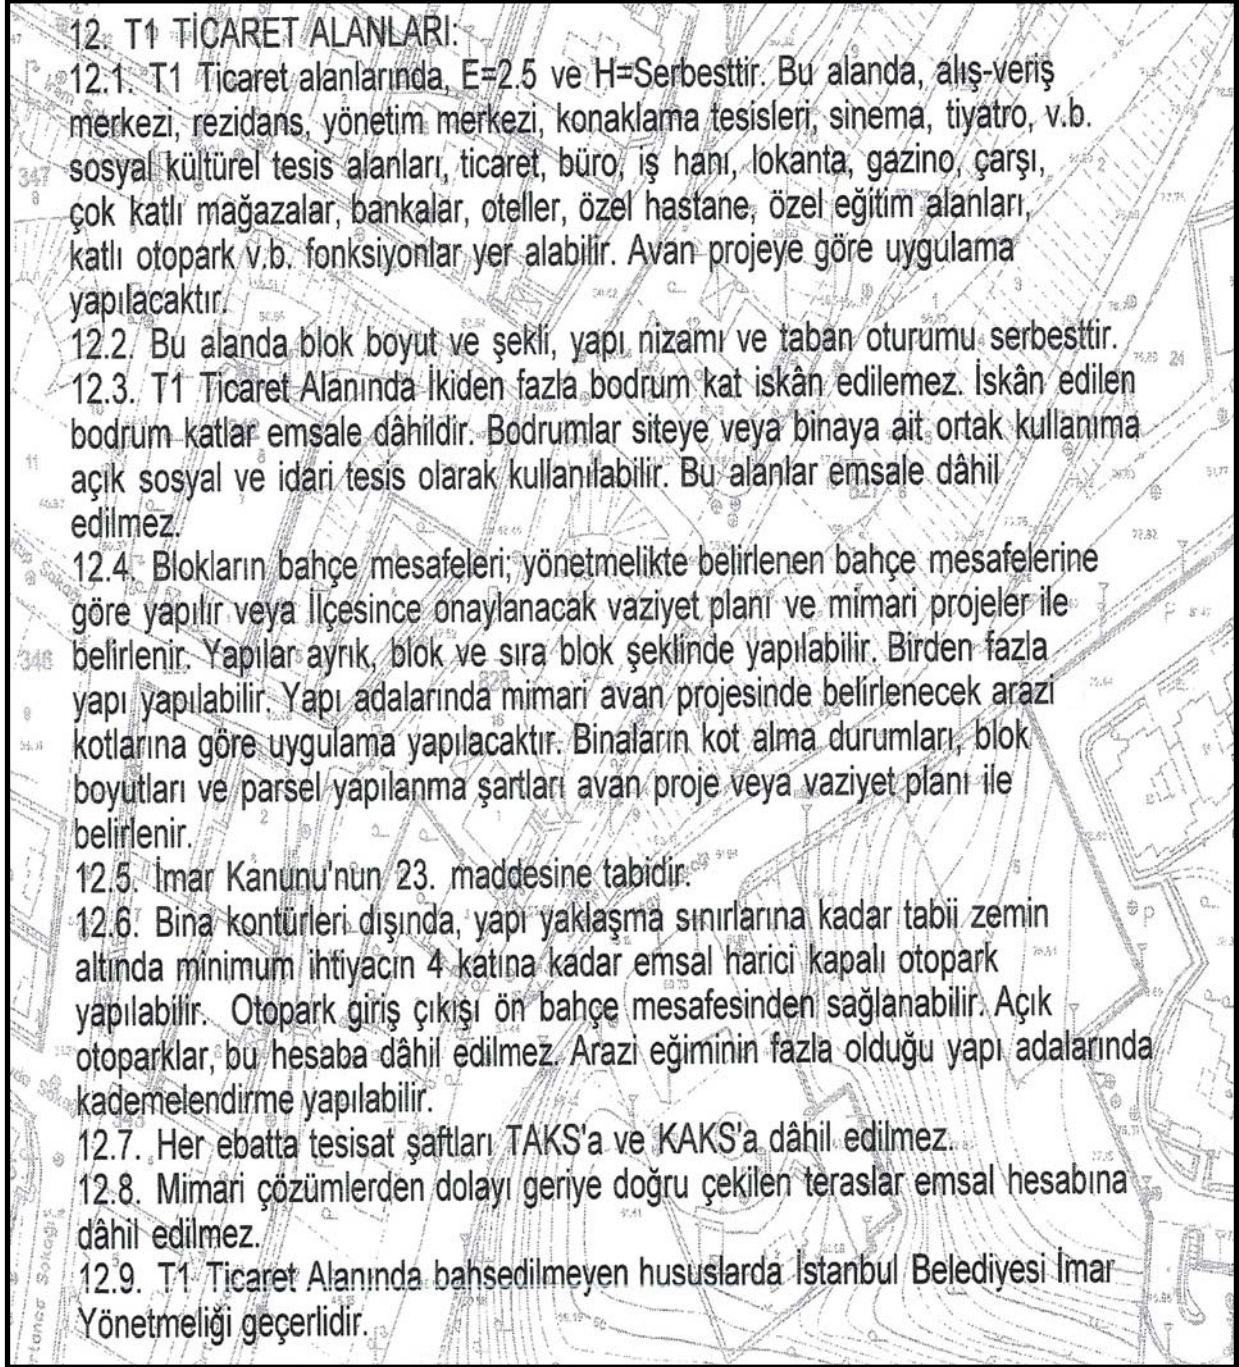 12. T1 TİCARET ALANLARI:
12.1. T1 Ticaret alanlarında, E=2.5 ve H=Serbesttir. Bu alanda, alış-veriş
merkezi, rezidans, yönetim merkezi, konaklama tesisleri, sinema, tiyatro, v.b.
sosyal kültürel tesis alanları, ticaret, büro, iş hanı, lokanta, gazino, çarşı,
çok katlı mağazalar, bankalar, oteller, özel hastane, özel eğitim alanları,
katlı otopark v.b. fonksiyonlar yer alabilir. Avan projeye göre uygulama
yapılacaktır.
12.2. Bu alanda blok boyut ve şekli, yapı nizamı ve taban oturumu serbesttir.
12.3. T1 Ticaret Alanında İkiden fazla bodrum kat iskân edilemez. İskân edilen
bodrum katlar emsale dâhildir. Bodrumlar siteye veya binaya ait ortak kullanıma
açık sosyal ve idari tesis olarak kullanılabilir. Bu alanlar emsale dâhil
edilmez.
12.4. Blokların bahçe mesafeleri; yönetmelikte belirlenen bahçe mesafelerine
göre yapılır veya İlçesince onaylanacak vaziyet planı ve mimari projeler ile
belirlenir. Yapılar ayrık, blok ve sıra blok şeklinde yapılabilir. Birden fazla
yapı yapılabilir. Yapı adalarında mimari avan projesinde belirlenecek arazi
kotlarına göre uygulama yapılacaktır. Binaların kot alma durumları, blok
boyutları ve parsel yapılanma şartları avan proje veya vaziyet planı ile
belirlenir.
12.5. İmar Kanunu'nun 23. maddesine tabidir.
12.6. Bina kontürleri dışında, yapı yaklaşma sınırlarına kadar tabii zemin
altında minimum ihtiyacın 4 katına kadar emsal harici kapalı otopark
yapılabilir. Otopark giriş çıkışı ön bahçe mesafesinden sağlanabilir. Açık
otoparklar, bu hesaba dâhil edilmez. Arazi eğiminin fazla olduğu yapı adalarında
kademelendirme yapılabilir.
12.7. Her ebatta tesisat şaftları TAKS'a ve KAKS'a dâhil edilmez.
12.8. Mimari çözümlerden dolayı geriye doğru çekilen teraslar emsal hesabına
dâhil edilmez.
12.9. T1 Ticaret Alanında bahsedilmeyen hususlarda İstanbul Belediyesi İmar
Yönetmeliği geçerlidir.
347
346